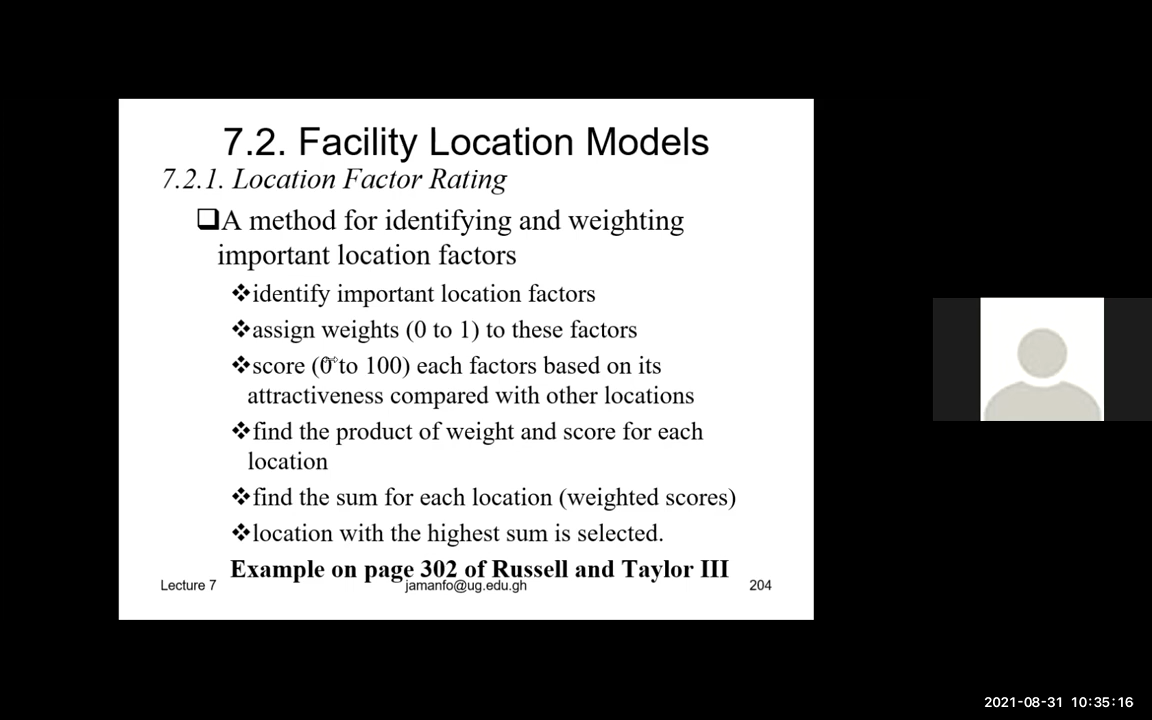 7.2. Facility Location Models
7.2.1. Location Factor Rating
❑A method for identifying and weighting
important location factors
❖identify important location factors
❖assign weights (0 to 1) to these factors
❖score (0 to 100) each factors based on its
attractiveness compared with other locations
❖find the product of weight and score for each
location
❖find the sum for each location (weighted scores)
❖location with the highest sum is selected.
Example on page 302 of Russell and Taylor III
Lecture 7
jamanfo@ug.edu.gh
204
2021-08-31 10:35:16